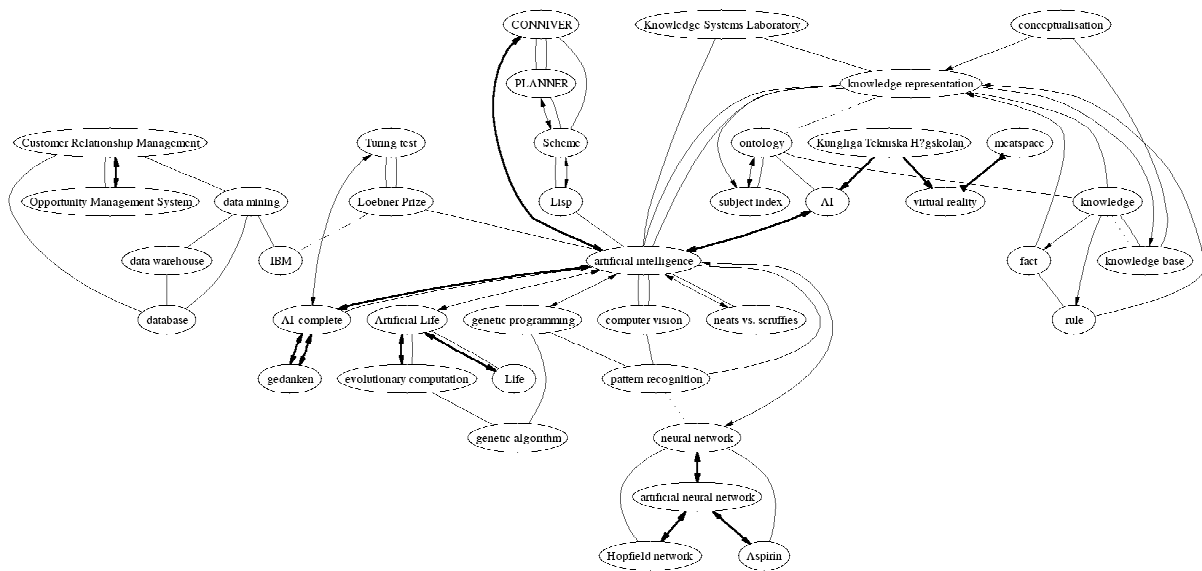 CONNIVER
Knowledge Systems Laboratory
conceptualisation
PLANNER
knowledge representation
Customer Relationship Management
Turing test
Scheme
ontology
Kungliga Tekniska H?gskolan
meatspace
Opportunity Management System
data mining
Loebner Prize
Lisp
subject index
AI
virtual reality
knowledge
data warehouse
IBM
artificial intelligence
fact
knowledge base
database
AI complete
Artificial Life
genetic programming
computer vision
neats vs. scruffies
rule
gedanken
evolutionary computation
Life
pattern recognition
genetic algorithm
neural network
artificial neural network
Hopfield network
Aspirin